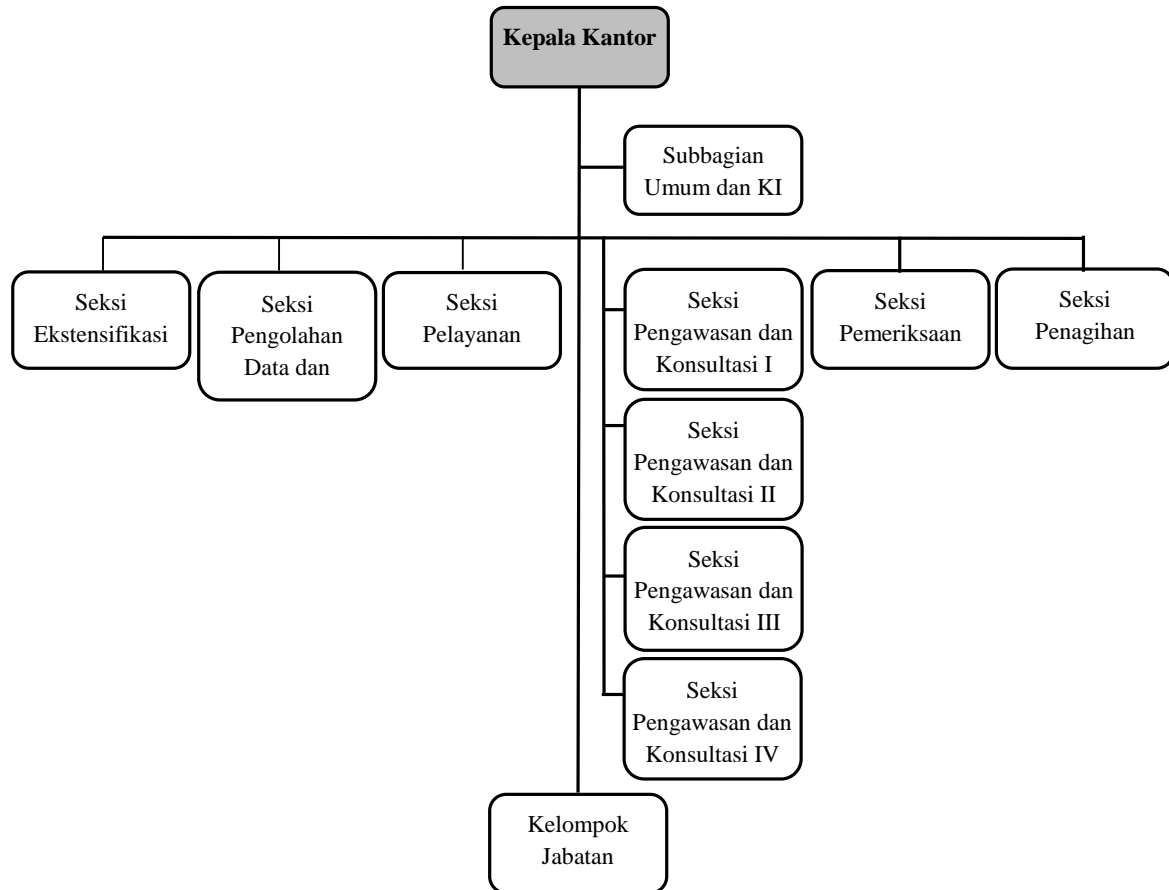 Kepala Kantor
Subbagian
Umum dan KI
Seksi
Ekstensifikasi
Seksi
Pengolahan
Data dan
Seksi
Pelayanan
Seksi
Pengawasan dan
Konsultasi I
Seksi
Pemeriksaan
Seksi
Penagihan
Seksi
Pengawasan dan
Konsultasi II
Seksi
Pengawasan dan
Konsultasi III
Seksi
Pengawasan dan
Konsultasi IV
Kelompok
Jabatan